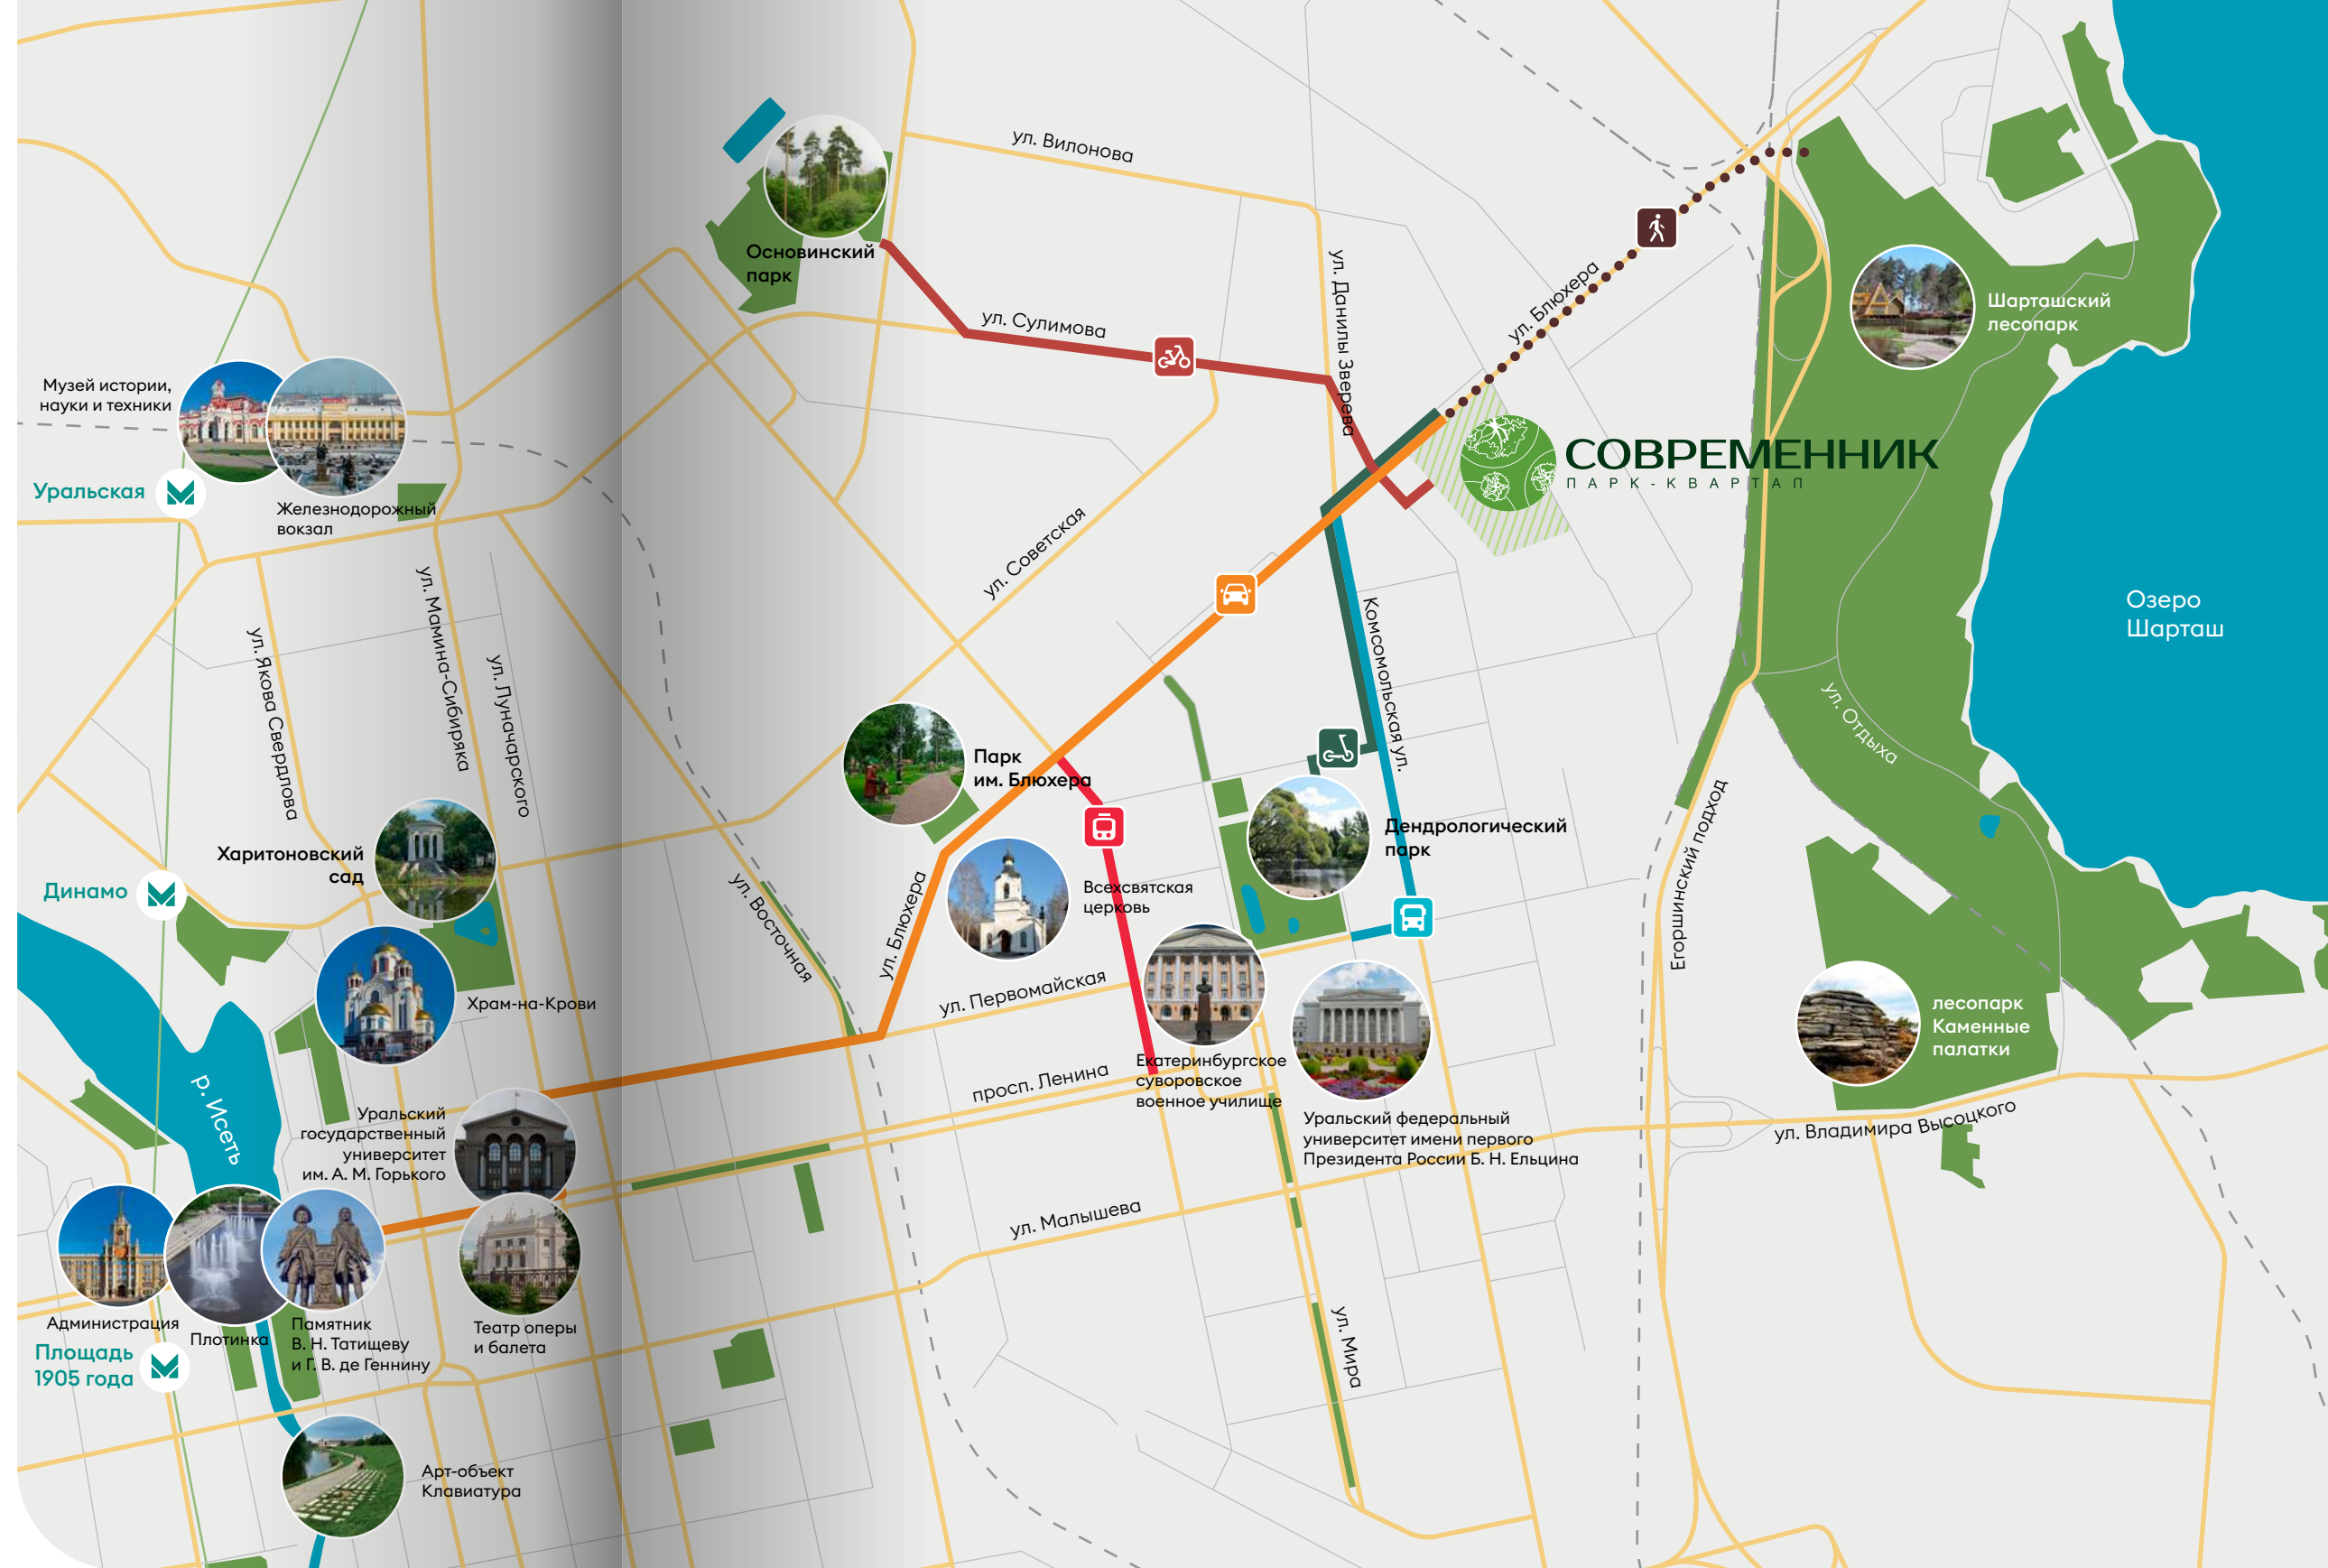 ул. Вилонова
Основинский
парк
ул. Сулимова
ул. Данилы Зверева
ул. Блюхера
Шарташский
лесопарк
Музей истории,
науки и техники
СОВРЕМЕННИК
ПАРК-КВАРТАЛ
Уральская
Железнодорожный
вокзал
ул. Советская
Озеро
Шарташ
ул. Якова Свердлова
ул. Мамина-Сибиряка
ул. Луначарского
Комсомольская ул.
ул. Отдыха
Парк
им. Блюхера
Егоршинский подход
Дендрологический
парк
Харитоновский
сад
Динамо
ул. Восточная
ул. Блюхера
Всехсвятская
церковь
Храм-на-Крови
ул. Первомайская
лесопарк
Каменные
палатки
р. Исеть
просп. Ленина
Екатеринбургское
суворовское
военное училище
Уральский
государственный
университет
им. А. М. Горького
Уральский федеральный
университет имени первого
Президента России Б. Н. Ельцина
ул. Владимира Высоцкого
ул. Малышева
Администрация
Плотинка
Памятник
В. Н. Татищеву
и Г. В. де Геннину
Театр оперы
и балета
Площадь
1905 года
ул. Мира
Арт-объект
Клавиатура